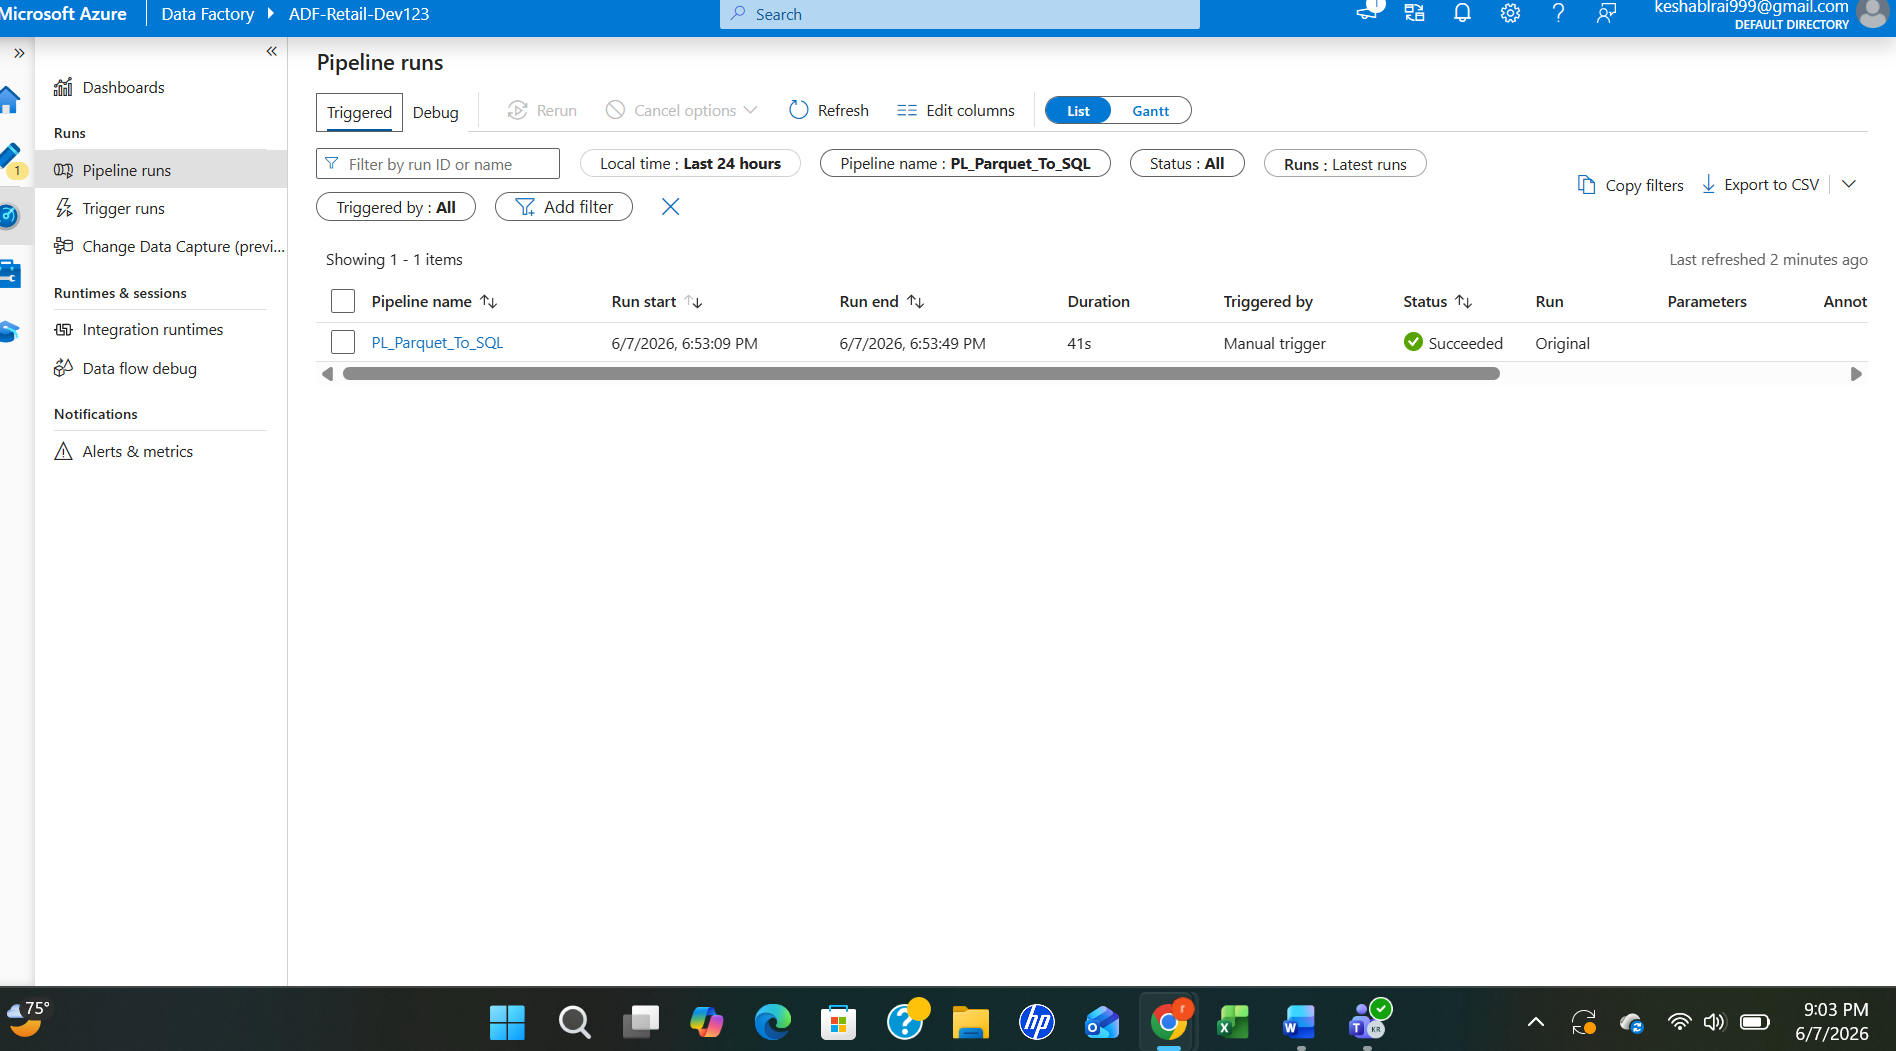 Microsoft Azure
Data Factory
ADF-Retail-Dev123
Search
1
keshablrai999@gmail.com
DEFAULT DIRECTORY
1
Dashboards
Runs
Pipeline runs
Trigger runs
Change Data Capture (previ...
Runtimes & sessions
Integration runtimes
Data flow debug
Notifications
Alerts & metrics
Pipeline runs
Triggered Debug Rerun Cancel options Refresh Edit columns List Gantt
Filter by run ID or name Local time : Last 24 hours Pipeline name : PL_Parquet_To_SQL Status : All Runs : Latest runs
Copy filters Export to CSV
Triggered by : All Add filter
Showing 1 - 1 items Last refreshed 2 minutes ago
Pipeline name Run start Run end Duration Triggered by Status Run Parameters Annot
PL_Parquet_To_SQL 6/7/2026, 6:53:09 PM 6/7/2026, 6:53:49 PM 41s Manual trigger Succeeded Original
75°
hp
r
KR
9:03 PM
6/7/2026